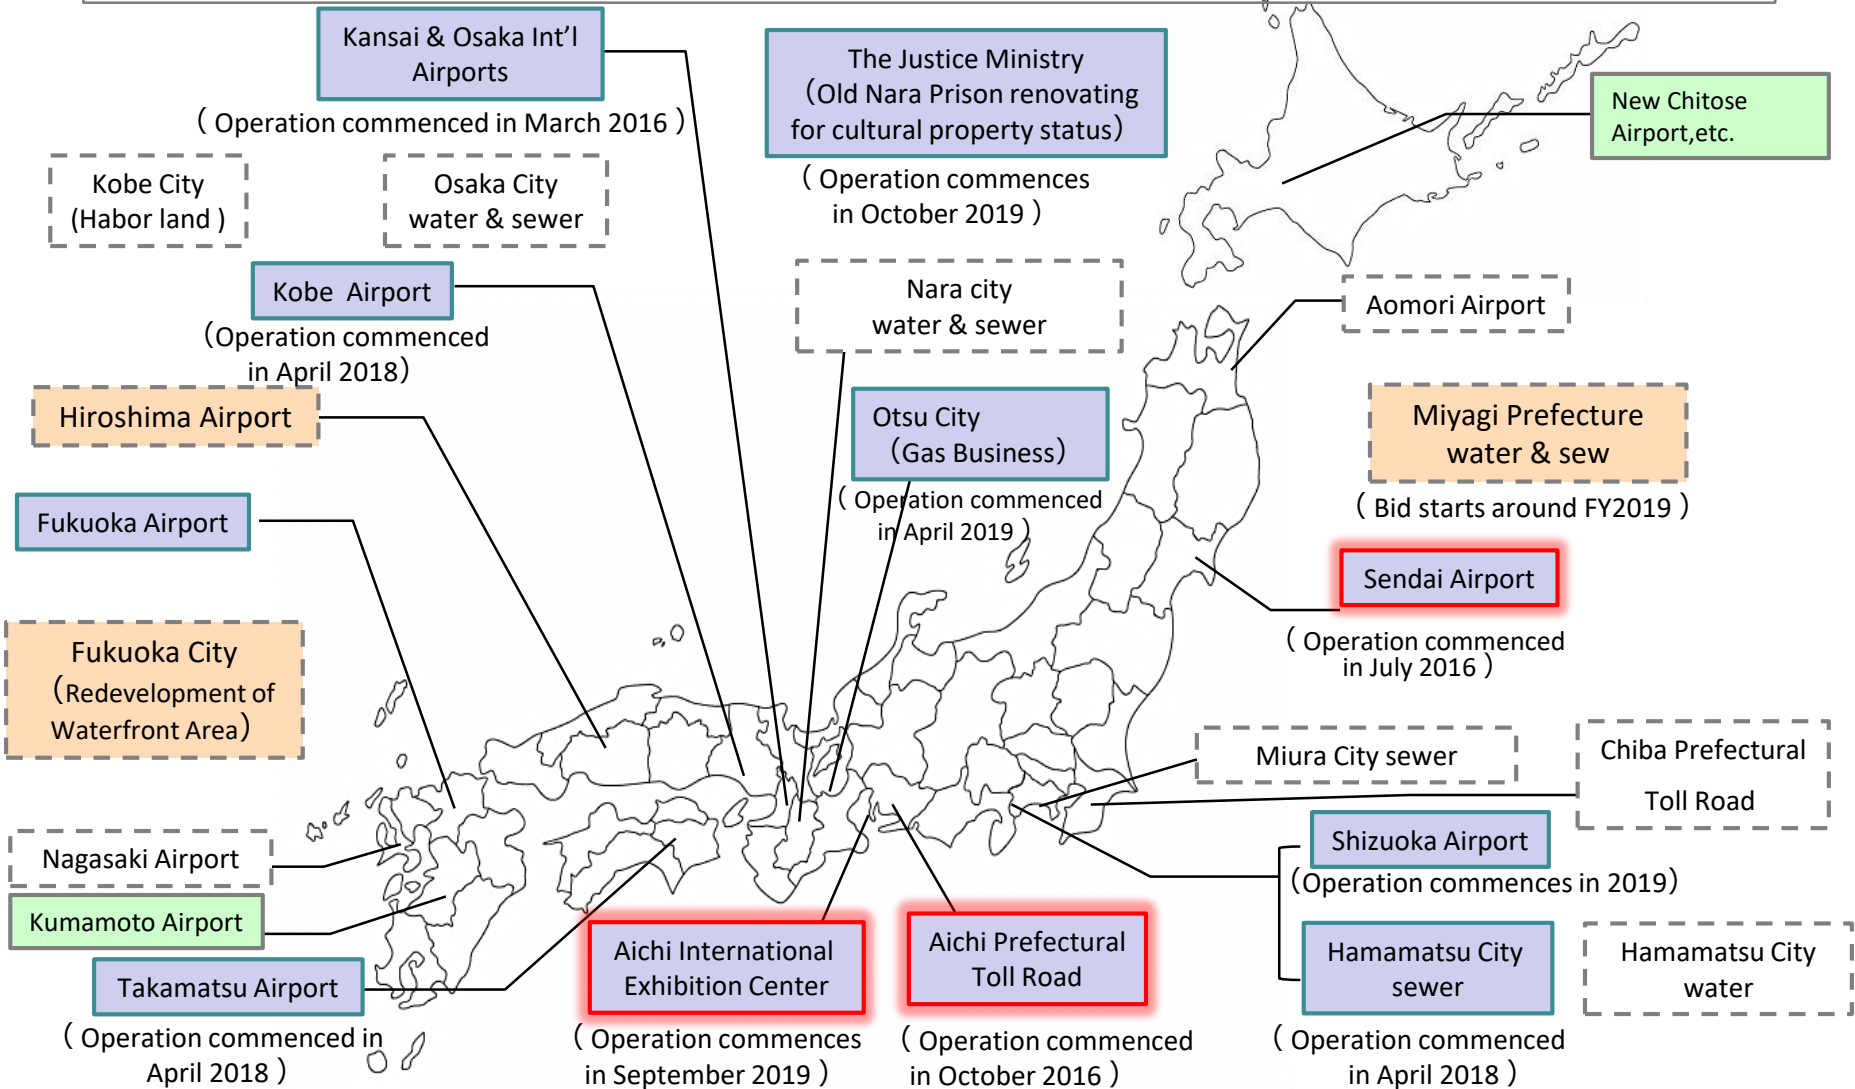 Kansai & Osaka Int’l
Airports
( Operation commenced in March 2016 )
The Justice Ministry
(Old Nara Prison renovating
for cultural property status)
( Operation commences
in October 2019 )
New Chitose
Airport,etc.
Kobe City
(Habor land )
Osaka City
water & sewer
Kobe Airport
(Operation commenced
in April 2018)
Nara city
water & sewer
Aomori Airport
Hiroshima Airport
Otsu City
(Gas Business)
( Operation commenced
in April 2019 )
Miyagi Prefecture
water & sew
( Bid starts around FY2019 )
Fukuoka Airport
Sendai Airport
( Operation commenced
in July 2016 )
Fukuoka City
(Redevelopment of
Waterfront Area)
Miura City sewer
Chiba Prefectural
Toll Road
Nagasaki Airport
Shizuoka Airport
(Operation commences in 2019)
Kumamoto Airport
Takamatsu Airport
( Operation commenced in
April 2018 )
Aichi International
Exhibition Center
( Operation commences
in September 2019 )
Aichi Prefectural
Toll Road
( Operation commenced
in October 2016 )
Hamamatsu City
sewer
( Operation commenced
in April 2018 )
Hamamatsu City
water